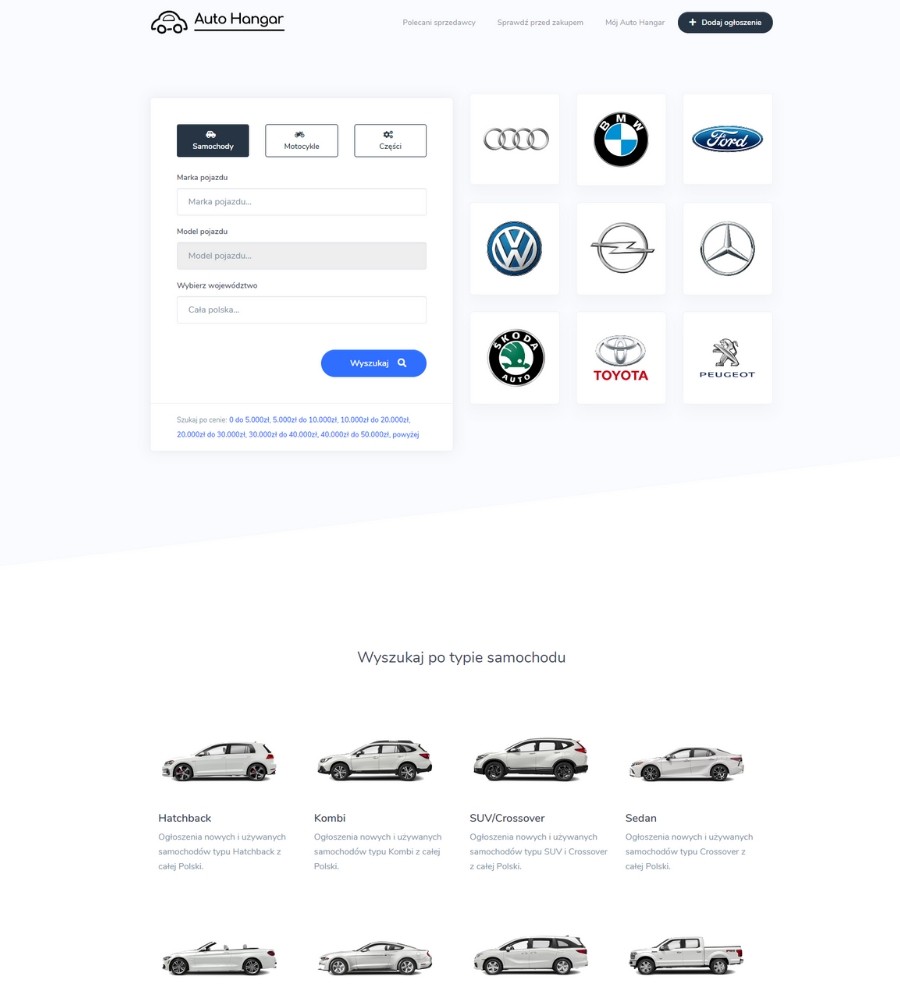 Auto Hangar
Polecani sprzedawcy
Sprawdź przed zakupem
Mój Auto Hangar
Dodaj ogłoszenie
Samochody
Motocykle
Części
Marka pojazdu
Marka pojazdu...
Model pojazdu
Model pojazdu...
Wybierz województwo
Cała polska...
Wyszukaj
Szukaj po cenie: 0 do 5.000zł, 5.000zł do 10.000zł, 10.000zł do 20.000zł,
20.000zł do 30.000zł, 30.000zł do 40.000zł, 40.000zł do 50.000zł, powyżej
BMW
Ford
SKODA
AUTO
TOYOTA
PEUGEOT
Wyszukaj po typie samochodu
Hatchback
Ogłoszenia nowych i używanych
samochodów typu Hatchback z
całej Polski.
Kombi
Ogłoszenia nowych i używanych
samochodów typu Kombi z całej
Polski.
SUV/Crossover
Ogłoszenia nowych i używanych
samochodów typu SUV i Crossover
z całej Polski.
Sedan
Ogłoszenia nowych i używanych
samochodów typu Crossover z
całej Polski.